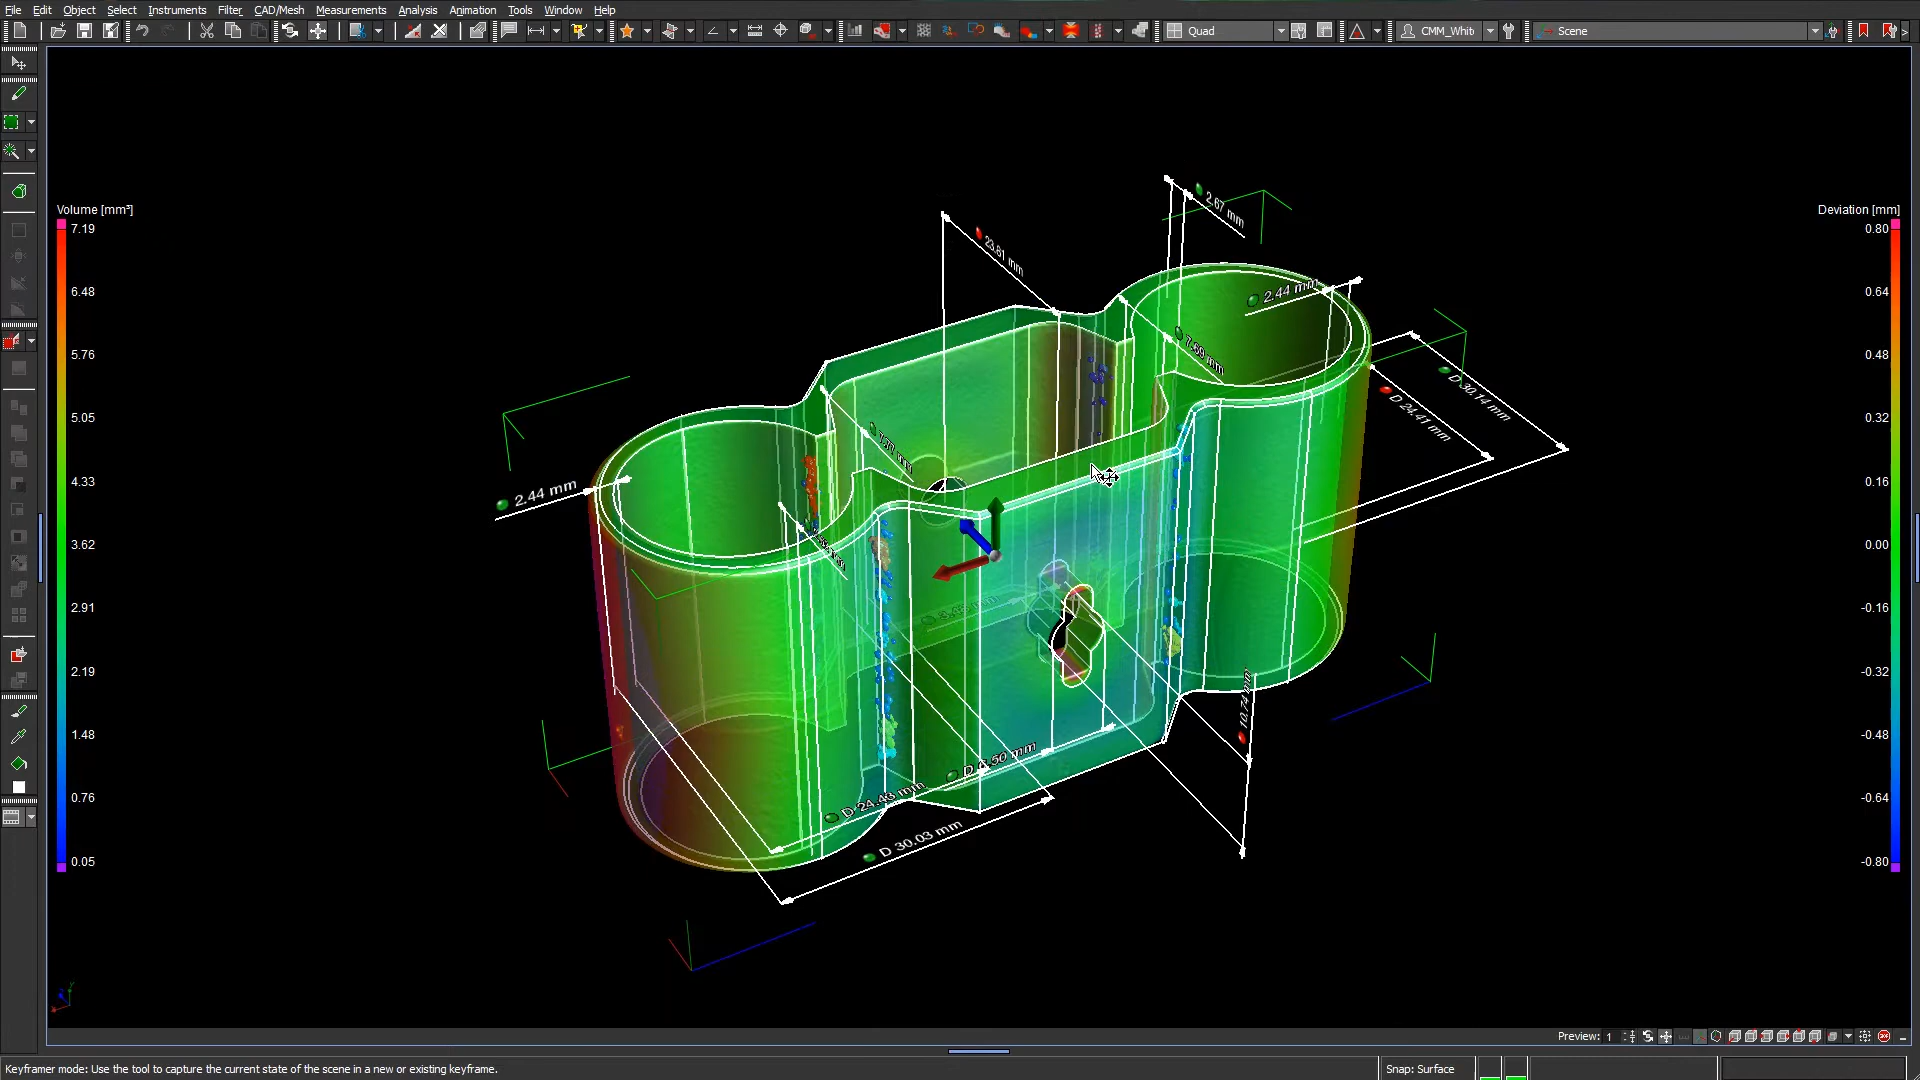 File Edit Object Select Instruments Filter CAD/Mesh Measurements Analysis Animation Tools Window Help
Quad
CMM_Whit
Scene
Volume [mm³]
7.19
6.48
5.76
5.05
4.33
3.62
2.91
2.19
1.48
0.76
0.05
2.67 mm
23.61 mm
2.44 mm
7.69 mm
D 30.14 mm
D 24.41 mm
2.44 mm
10.74 mm
D 24.43 mm
D 30.03 mm
Deviation [mm]
0.80
0.64
0.48
0.32
0.16
0.00
-0.16
-0.32
-0.48
-0.64
-0.80
Preview: 1
Keyframer mode: Use the tool to capture the current state of the scene in a new or existing keyframe.
Snap: Surface